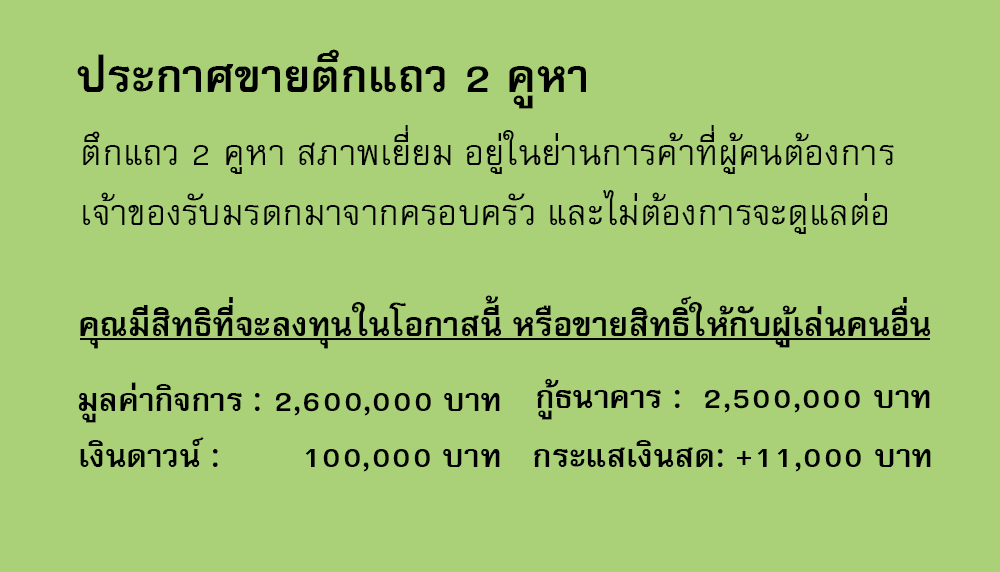 ประกาศขายตึกแถว 2 คูหา
ตึกแถว 2 คูหา สภาพเยี่ยม อยู่ในย่านการค้าที่ผู้คนต้องการ
เจ้าของรับมรดกมาจากครอบครัว และไม่ต้องการจะดูแลต่อ
คุณมีสิทธิที่จะลงทุนในโอกาสนี้ หรือขายสิทธิ์ให้กับผู้เล่นคนอื่น
มูลค่ากิจการ : 2,600,000 บาท กู้ธนาคาร : 2,500,000 บาท
เงินดาวน์ : 100,000 บาท กระแสเงินสด: +11,000 บาท